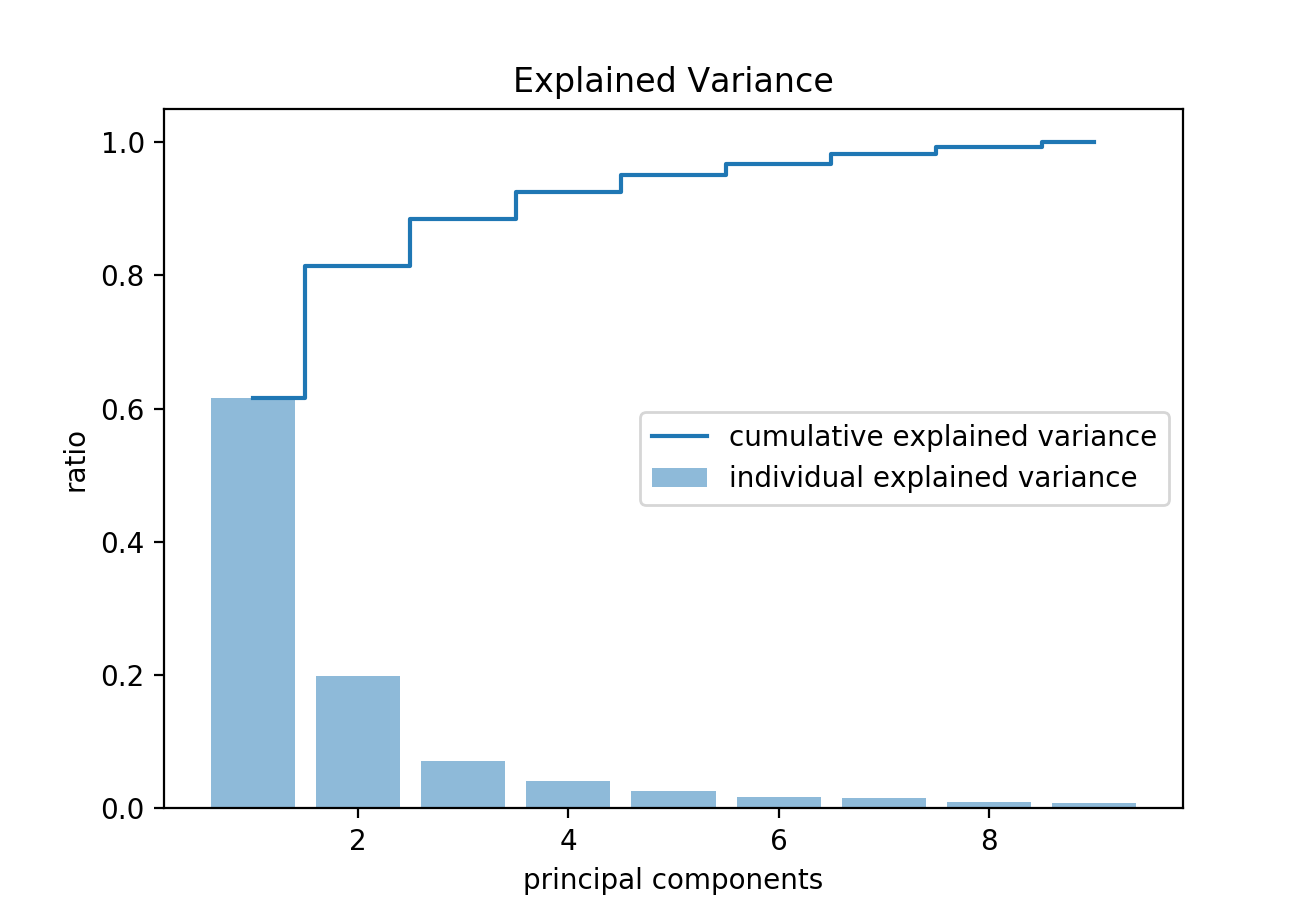 Explained Variance
1.0
0.8
0.6
0.4
0.2
0.0
ratio
cumulative explained variance
individual explained variance
2 4 6 8
principal components